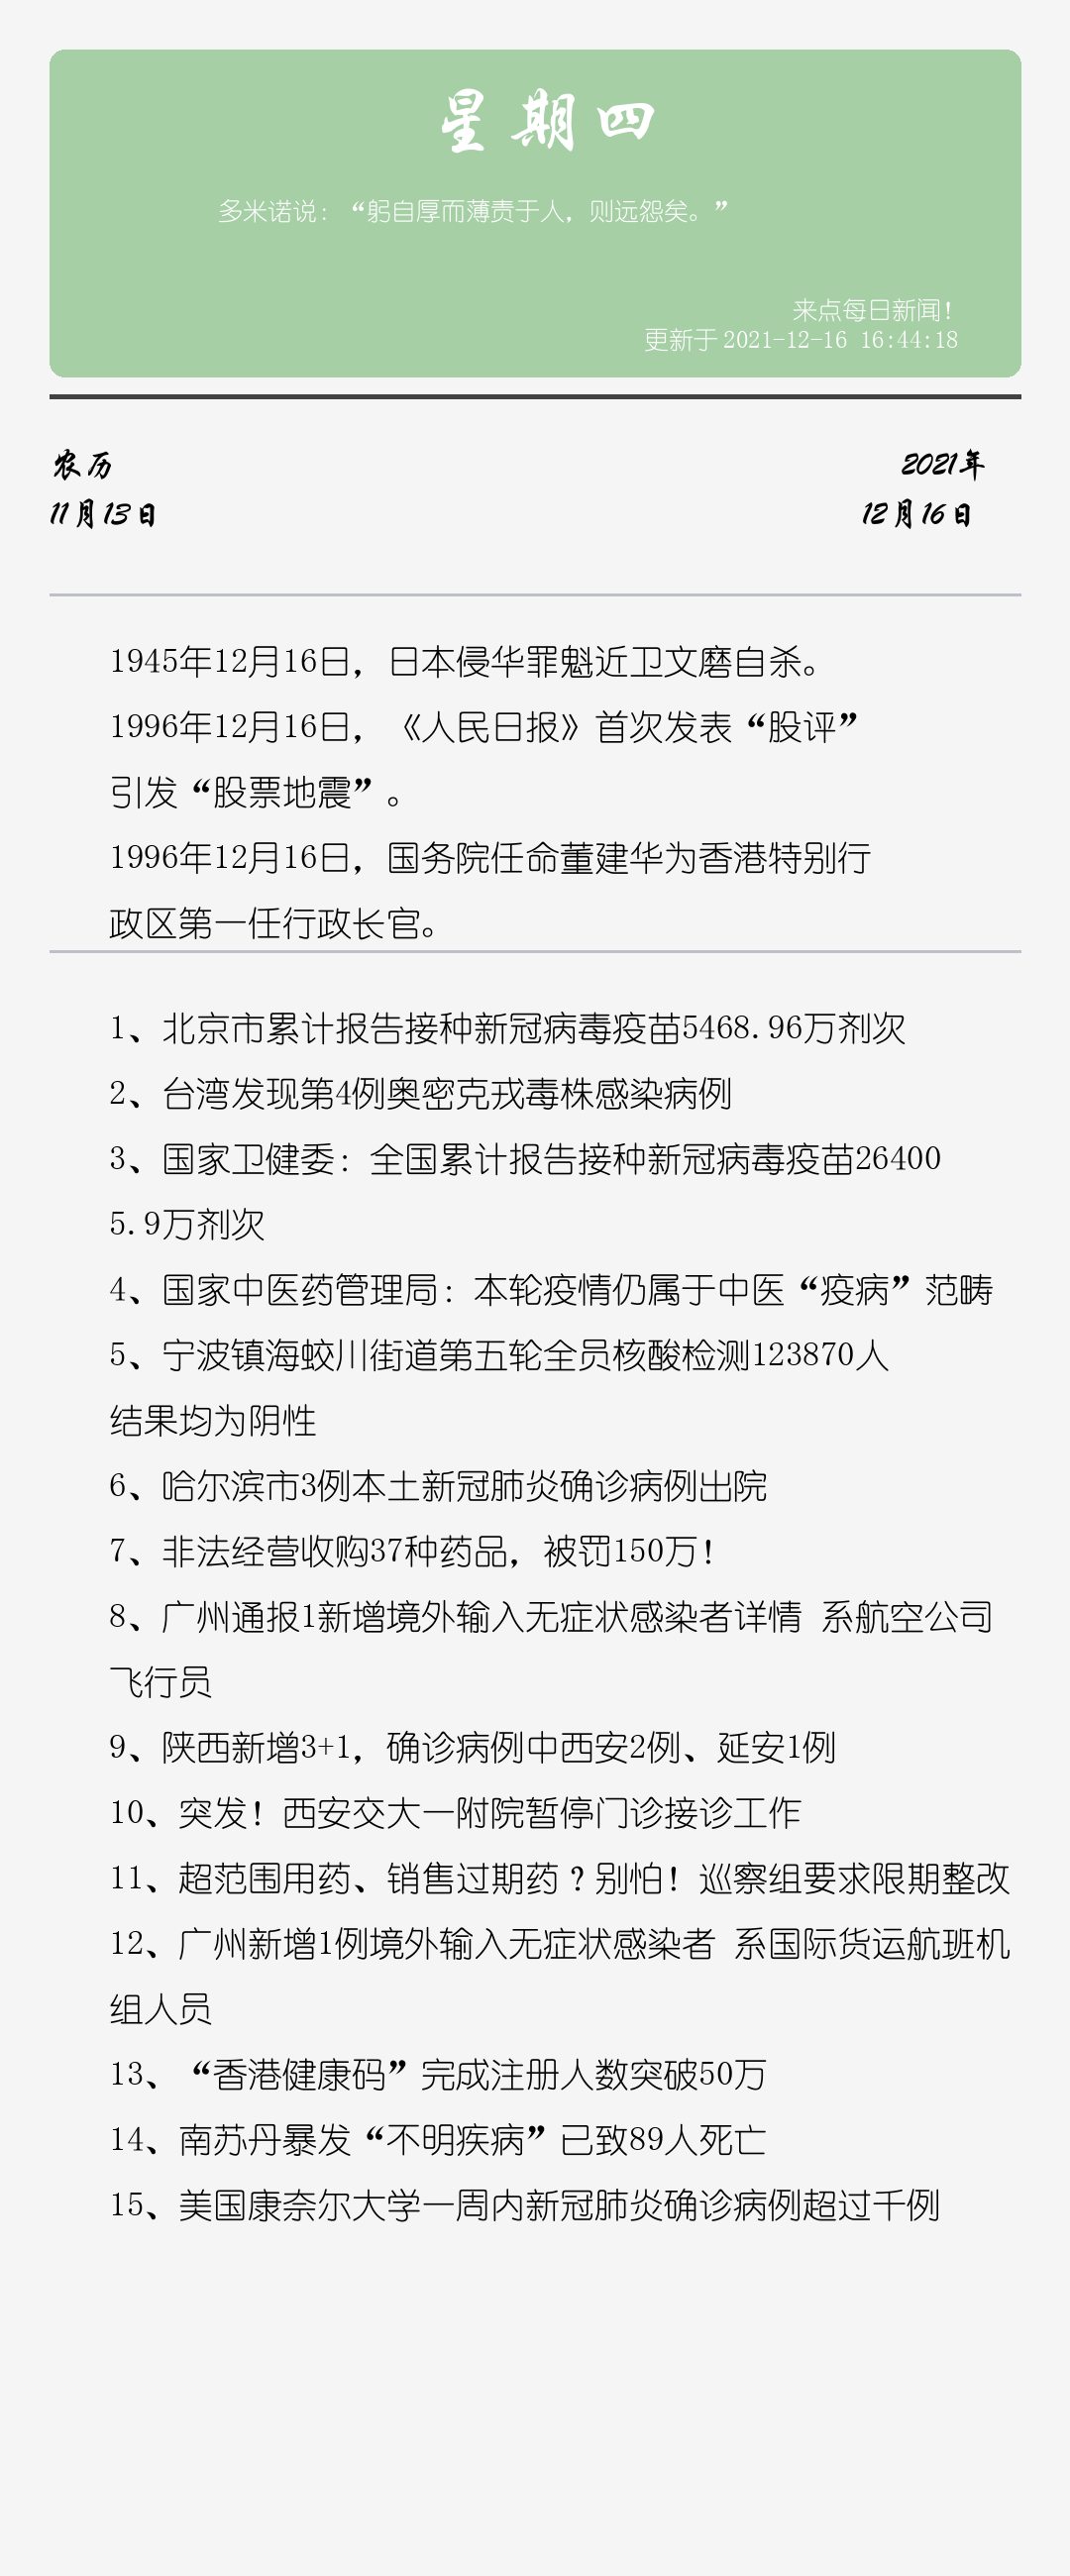 星期四
多米诺说：“躬自厚而薄责于人，则远怨矣。”
来点每日新闻！
更新于 2021-12-16 16:44:18
农历
11月13日
2021年
12月16日
1945年12月16日，日本侵华罪魁近卫文磨自杀。
1996年12月16日，《人民日报》首次发表“股评”
引发“股票地震”。
1996年12月16日，国务院任命董建华为香港特别行
政区第一任行政长官。
1、北京市累计报告接种新冠病毒疫苗5468.96万剂次
2、台湾发现第4例奥密克戎毒株感染病例
3、国家卫健委：全国累计报告接种新冠病毒疫苗26400
5.9万剂次
4、国家中医药管理局：本轮疫情仍属于中医“疫病”范畴
5、宁波镇海蛟川街道第五轮全员核酸检测123870人
结果均为阴性
6、哈尔滨市3例本土新冠肺炎确诊病例出院
7、非法经营收购37种药品，被罚150万！
8、广州通报1新增境外输入无症状感染者详情 系航空公司
飞行员
9、陕西新增3+1，确诊病例中西安2例、延安1例
10、突发！西安交大一附院暂停门诊接诊工作
11、超范围用药、销售过期药？别怕！巡察组要求限期整改
12、广州新增1例境外输入无症状感染者 系国际货运航班机
组人员
13、“香港健康码”完成注册人数突破50万
14、南苏丹暴发“不明疾病”已致89人死亡
15、美国康奈尔大学一周内新冠肺炎确诊病例超过千例